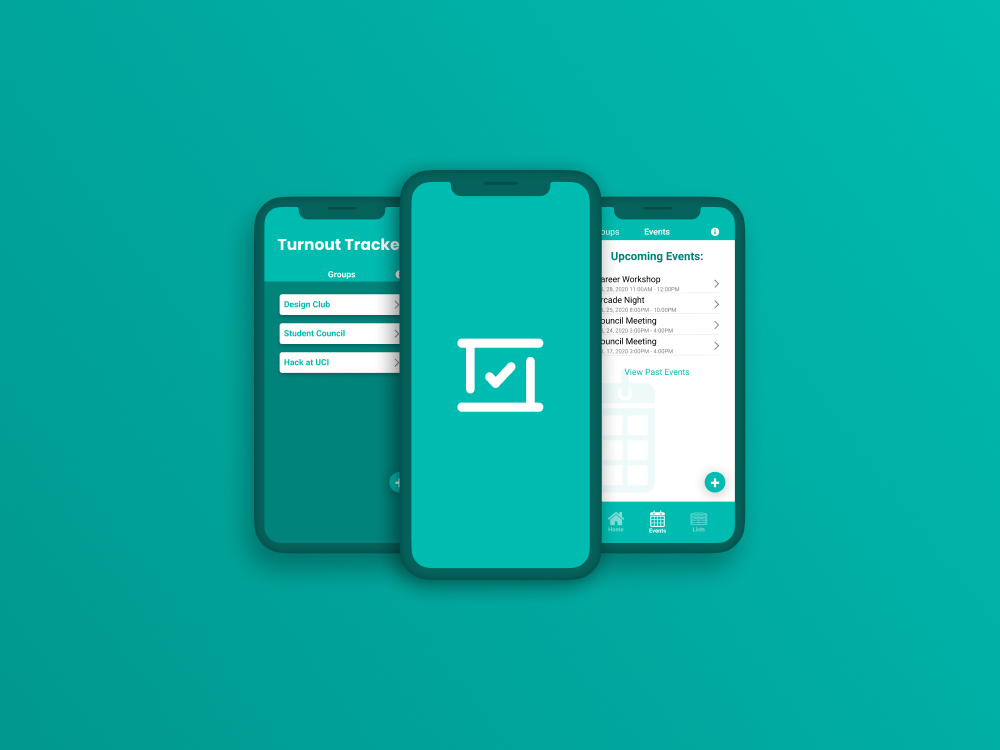 Turnout Tracke
Groups
Design Club
Student Council
Hack at UCI
oups Events
Upcoming Events:
areer Workshop
28, 2020 11:00AM - 12:00PM
rcade Night
25, 2020 8:00PM - 10:00PM
ouncil Meeting
24, 2020 3:00PM - 4:00PM
ouncil Meeting
17, 2020 3:00PM - 4:00PM
View Past Events
Home Events Lists